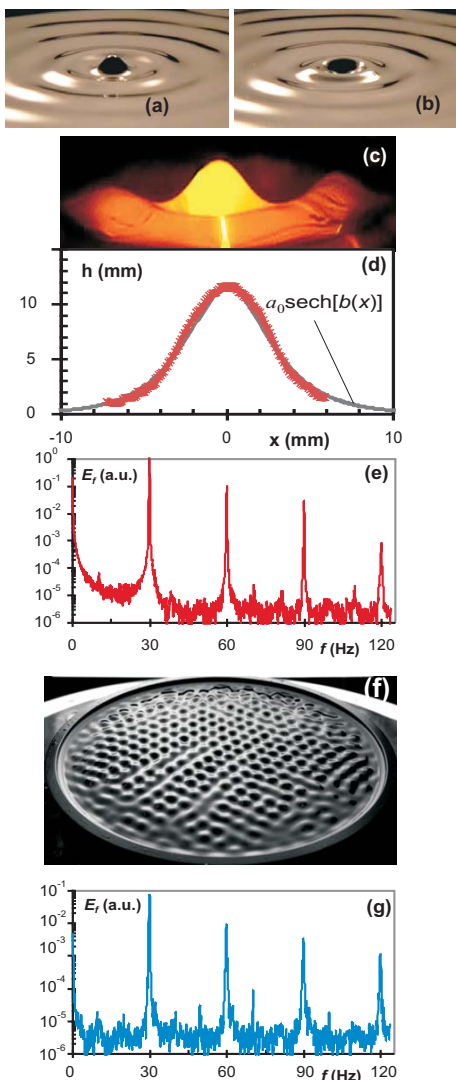 (a)
(b)
(c)
h (mm)
(d)
a₀sech[b(x)]
10
5
0
-10
0
x (mm)
10
10⁰
E_f (a.u.)
(e)
10⁻¹
10⁻²
10⁻³
10⁻⁴
10⁻⁵
10⁻⁶
0
30
60
90
f (Hz)
120
(f)
10⁻¹
E_f (a.u.)
(g)
10⁻²
10⁻³
10⁻⁴
10⁻⁵
10⁻⁶
0
30
60
90
f (Hz)
120